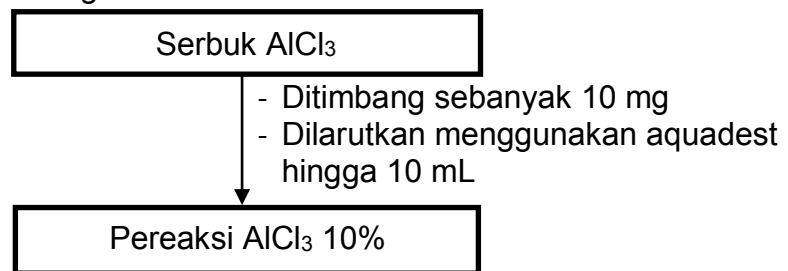 Serbuk AlCl₃
- Ditimbang sebanyak 10 mg
- Dilarutkan menggunakan aquadest
hingga 10 mL
Pereaksi AlCl₃ 10%